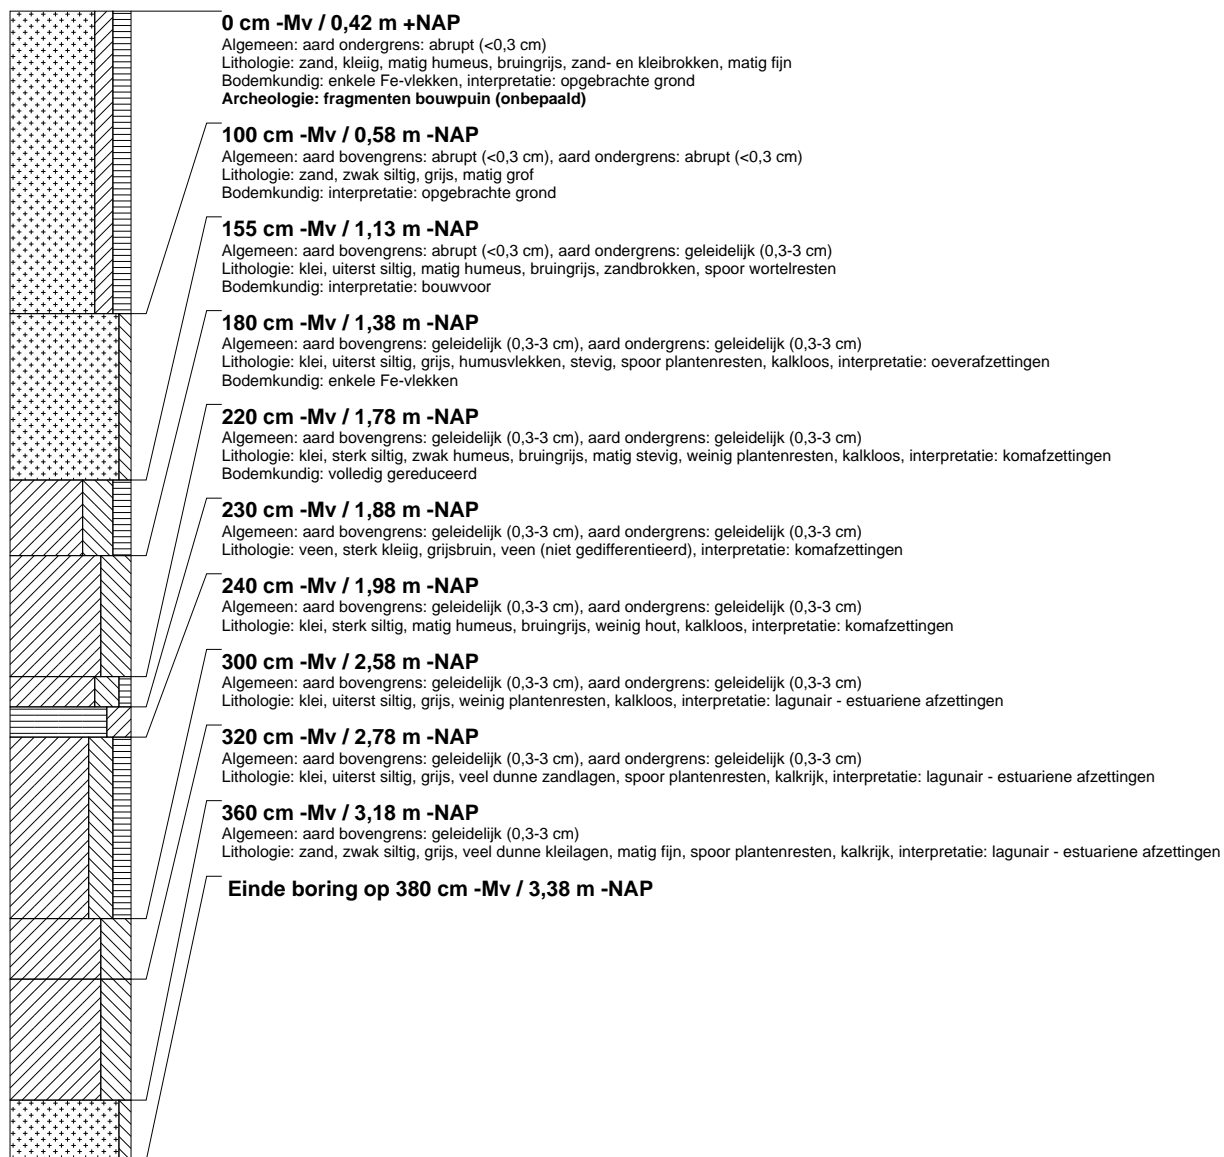 0 cm -Mv / 0,42 m +NAP
Algemeen: aard ondergrens: abrupt (<0,3 cm)
Lithologie: zand, kleiig, matig humeus, bruingrijs, zand- en kleibrokken, matig fijn
Bodemkundig: enkele Fe-vlekken, interpretatie: opgebrachte grond
Archeologie: fragmenten bouwpuin (onbepaald)
100 cm -Mv / 0,58 m -NAP
Algemeen: aard bovengrens: abrupt (<0,3 cm), aard ondergrens: abrupt (<0,3 cm)
Lithologie: zand, zwak siltig, grijs, matig grof
Bodemkundig: interpretatie: opgebrachte grond
155 cm -Mv / 1,13 m -NAP
Algemeen: aard bovengrens: abrupt (<0,3 cm), aard ondergrens: geleidelijk (0,3-3 cm)
Lithologie: klei, uiterst siltig, matig humeus, bruingrijs, zandbrokken, spoor wortelresten
Bodemkundig: interpretatie: bouwvoor
180 cm -Mv / 1,38 m -NAP
Algemeen: aard bovengrens: geleidelijk (0,3-3 cm), aard ondergrens: geleidelijk (0,3-3 cm)
Lithologie: klei, uiterst siltig, grijs, humusvlekken, stevig, spoor plantenresten, kalkloos, interpretatie: oeverafzettingen
Bodemkundig: enkele Fe-vlekken
220 cm -Mv / 1,78 m -NAP
Algemeen: aard bovengrens: geleidelijk (0,3-3 cm), aard ondergrens: geleidelijk (0,3-3 cm)
Lithologie: klei, sterk siltig, zwak humeus, bruingrijs, matig stevig, weinig plantenresten, kalkloos, interpretatie: komafzettingen
Bodemkundig: volledig gereduceerd
230 cm -Mv / 1,88 m -NAP
Algemeen: aard bovengrens: geleidelijk (0,3-3 cm), aard ondergrens: geleidelijk (0,3-3 cm)
Lithologie: veen, sterk kleiig, grijsbruin, veen (niet gedifferentieerd), interpretatie: komafzettingen
240 cm -Mv / 1,98 m -NAP
Algemeen: aard bovengrens: geleidelijk (0,3-3 cm), aard ondergrens: geleidelijk (0,3-3 cm)
Lithologie: klei, sterk siltig, matig humeus, bruingrijs, weinig hout, kalkloos, interpretatie: komafzettingen
300 cm -Mv / 2,58 m -NAP
Algemeen: aard bovengrens: geleidelijk (0,3-3 cm), aard ondergrens: geleidelijk (0,3-3 cm)
Lithologie: klei, uiterst siltig, grijs, weinig plantenresten, kalkloos, interpretatie: lagunair - estuariene afzettingen
320 cm -Mv / 2,78 m -NAP
Algemeen: aard bovengrens: geleidelijk (0,3-3 cm), aard ondergrens: geleidelijk (0,3-3 cm)
Lithologie: klei, uiterst siltig, grijs, veel dunne zandlagen, spoor plantenresten, kalkrijk, interpretatie: lagunair - estuariene afzettingen
360 cm -Mv / 3,18 m -NAP
Algemeen: aard bovengrens: geleidelijk (0,3-3 cm)
Lithologie: zand, zwak siltig, grijs, veel dunne kleilagen, matig fijn, spoor plantenresten, kalkrijk, interpretatie: lagunair - estuariene afzettingen
Einde boring op 380 cm -Mv / 3,38 m -NAP